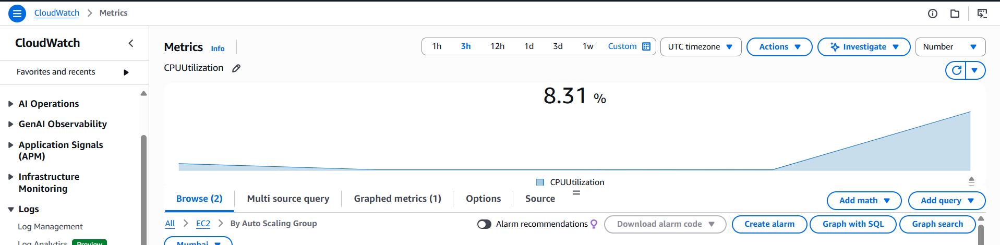 CloudWatch > Metrics
CloudWatch
Favorites and recents
AI Operations
GenAI Observability
Application Signals
(APM)
Infrastructure
Monitoring
Logs
Log Management
Log Analytics Preview
Metrics Info
1h 3h 12h 1d 3d 1w Custom UTC timezone Actions Investigate Number
CPUUtilization
8.31 %
CPUUtilization
Browse (2) Multi source query Graphed metrics (1) Options Source Add math Add query
All > EC2 > By Auto Scaling Group Alarm recommendations Download alarm code Create alarm Graph with SQL Graph search
Mumbai